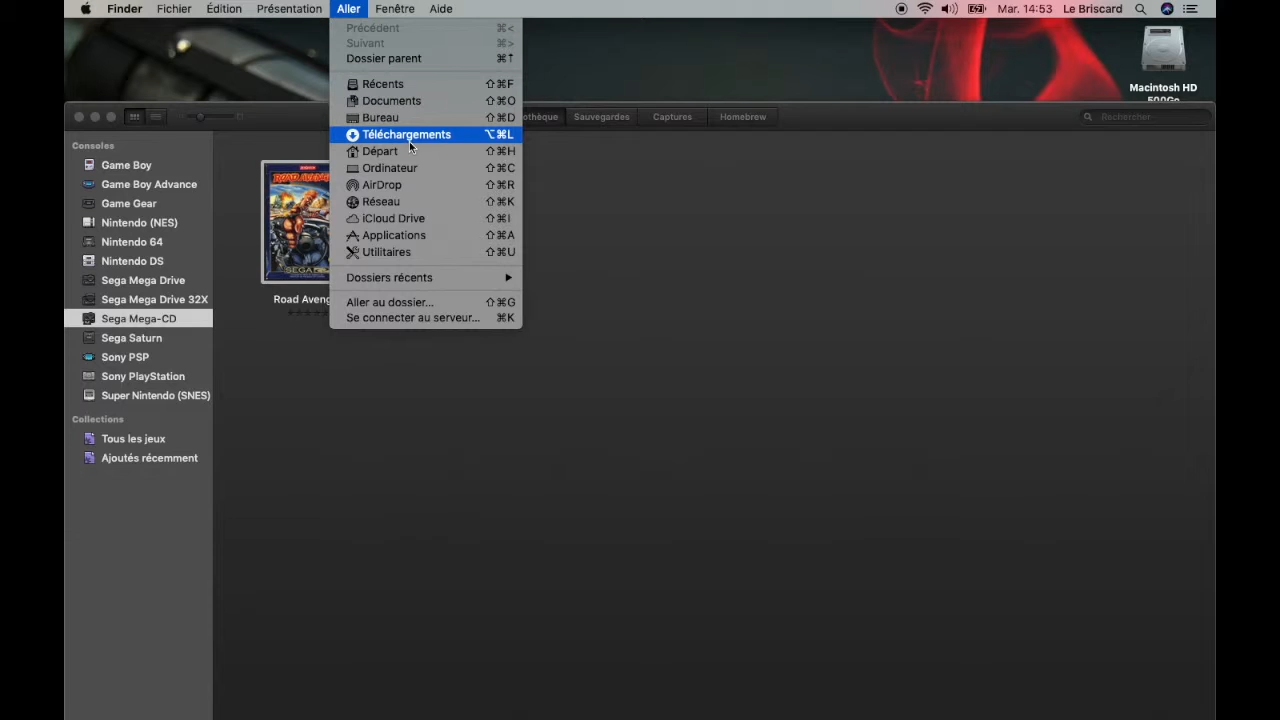 Finder Fichier Édition Présentation Aller Fenêtre Aide Mar. 14:53 Le Briscard
Précédent ⌘<
Suivant ⌘>
Dossier parent ⌘↑
Récents ⇧⌘F
Documents ⇧⌘O
Bureau ⇧⌘D
Téléchargements ⌥⌘L
Départ ⇧⌘H
Ordinateur ⇧⌘C
AirDrop ⇧⌘R
Réseau ⇧⌘K
iCloud Drive ⇧⌘I
Applications ⇧⌘A
Utilitaires ⇧⌘U
Dossiers récents
Aller au dossier... ⇧⌘G
Se connecter au serveur... ⌘K
Macintosh HD
500Go
Sauvegardes Captures Homebrew Rechercher
Consoles
Game Boy
Game Boy Advance
Game Gear
Nintendo (NES)
Nintendo 64
Nintendo DS
Sega Mega Drive
Sega Mega Drive 32X
Sega Mega-CD
Sega Saturn
Sony PSP
Sony PlayStation
Super Nintendo (SNES)
Collections
Tous les jeux
Ajoutés récemment
Road